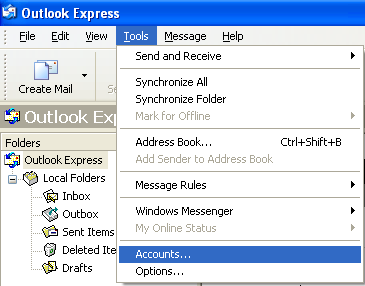 Outlook Express
File Edit View Tools Message Help
Create Mail
Outlook Exp
Folders
Outlook Express
Local Folders
Inbox
Outbox
Sent Items
Deleted Ite
Drafts
Send and Receive
Synchronize All
Synchronize Folder
Mark for Offline
Address Book... Ctrl+Shift+B
Add Sender to Address Book
Message Rules
Windows Messenger
My Online Status
Accounts...
Options...